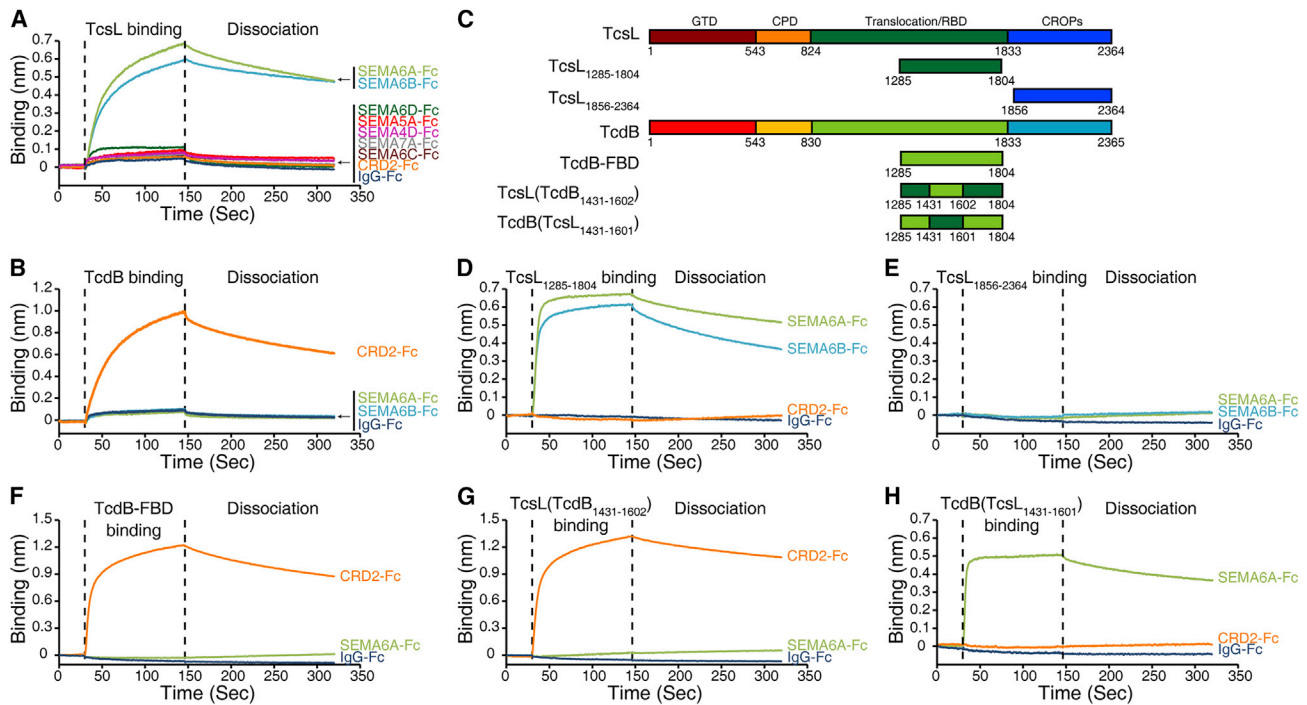 A
TcsL binding Dissociation
Binding (nm)
0.7
0.6
0.5
0.4
0.3
0.2
0.1
0
0 50 100 150 200 250 300 350
Time (Sec)
SEMA6A-Fc
SEMA6B-Fc
SEMA6D-Fc
SEMA5A-Fc
SEMA4D-Fc
SEMA7A-Fc
SEMA6C-Fc
CRD2-Fc
IgG-Fc
C
GTD CPD Translocation/RBD CROPs
TcsL
1 543 824 1833 2364
TcsL1285-1804
1285 1804
TcsL1856-2364
1856 2364
TcdB
1 543 830 1833 2365
TcdB-FBD
1285 1804
TcsL(TcdB1431-1602)
1285 1431 1602 1804
TcdB(TcsL1431-1601)
1285 1431 1601 1804
B
TcdB binding Dissociation
Binding (nm)
1.2
1.0
0.8
0.6
0.4
0.2
0
0 50 100 150 200 250 300 350
Time (Sec)
CRD2-Fc
SEMA6A-Fc
SEMA6B-Fc
IgG-Fc
D
TcsL1285-1804 binding Dissociation
Binding (nm)
0.7
0.6
0.5
0.4
0.3
0.2
0.1
0
0.1
0 50 100 150 200 250 300 350
Time (Sec)
SEMA6A-Fc
SEMA6B-Fc
CRD2-Fc
IgG-Fc
E
TcsL1856-2364 binding Dissociation
Binding (nm)
0.7
0.6
0.5
0.4
0.3
0.2
0.1
0
0.1
0 50 100 150 200 250 300 350
Time (Sec)
SEMA6A-Fc
SEMA6B-Fc
IgG-Fc
F
TcdB-FBD binding Dissociation
Binding (nm)
1.5
1.2
0.9
0.6
0.3
0
0 50 100 150 200 250 300 350
Time (Sec)
CRD2-Fc
SEMA6A-Fc
IgG-Fc
G
TcsL(TcdB1431-1602) binding Dissociation
Binding (nm)
1.5
1.2
0.9
0.6
0.3
0
0 50 100 150 200 250 300 350
Time (Sec)
CRD2-Fc
SEMA6A-Fc
IgG-Fc
H
TcdB(TcsL1431-1601) binding Dissociation
Binding (nm)
0.7
0.6
0.5
0.4
0.3
0.2
0.1
0
0.1
0 50 100 150 200 250 300 350
Time (Sec)
SEMA6A-Fc
CRD2-Fc
IgG-Fc